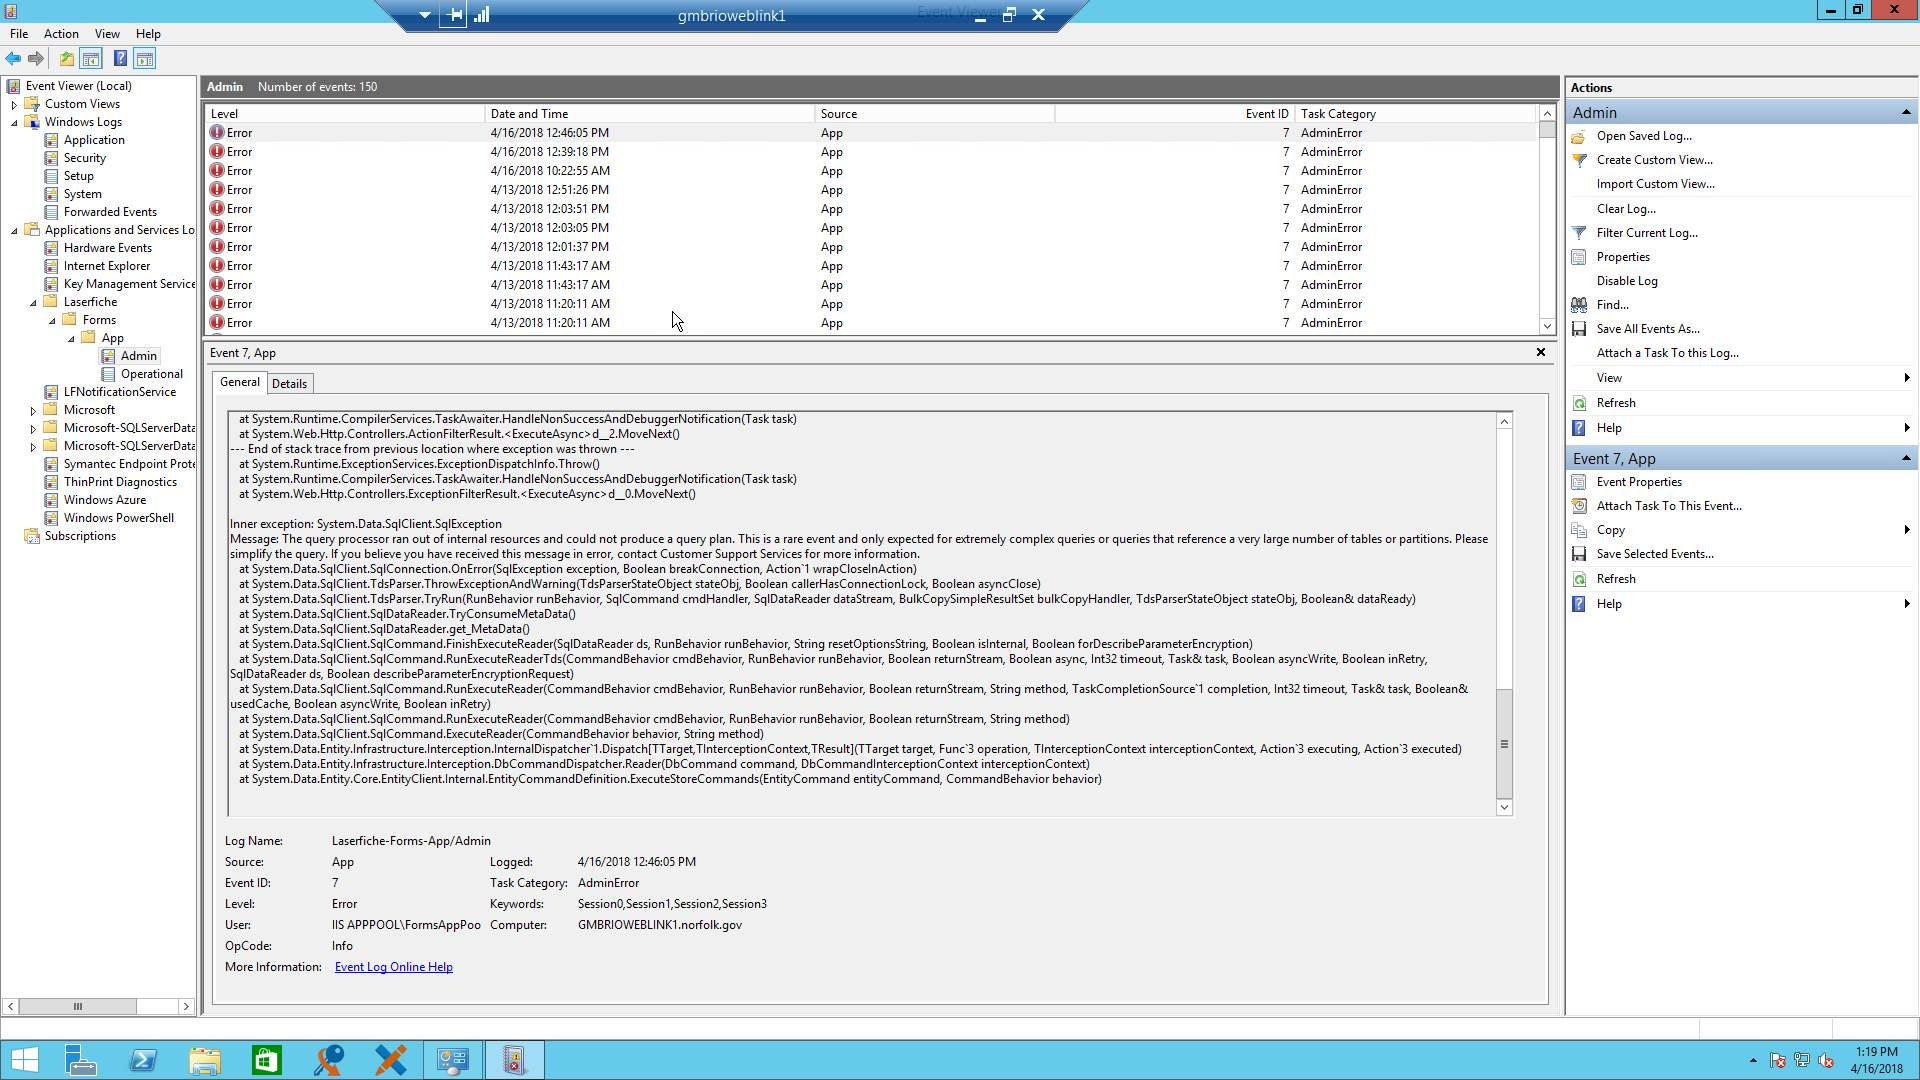 gmbrioweblink1
Event Viewer
File Action View Help
Event Viewer (Local)
Custom Views
Windows Logs
Application
Security
Setup
System
Forwarded Events
Applications and Services Lo
Hardware Events
Internet Explorer
Key Management Service
Laserfiche
Forms
App
Admin
Operational
LFNotificationService
Microsoft
Microsoft-SQLServerData
Microsoft-SQLServerData
Symantec Endpoint Prote
ThinPrint Diagnostics
Windows Azure
Windows PowerShell
Subscriptions
Admin Number of events: 150
Level Date and Time Source Event ID Task Category
Error 4/16/2018 12:46:05 PM App 7 AdminError
Error 4/16/2018 12:39:18 PM App 7 AdminError
Error 4/16/2018 10:22:55 AM App 7 AdminError
Error 4/13/2018 12:51:26 PM App 7 AdminError
Error 4/13/2018 12:03:51 PM App 7 AdminError
Error 4/13/2018 12:03:05 PM App 7 AdminError
Error 4/13/2018 12:01:37 PM App 7 AdminError
Error 4/13/2018 11:43:17 AM App 7 AdminError
Error 4/13/2018 11:43:17 AM App 7 AdminError
Error 4/13/2018 11:20:11 AM App 7 AdminError
Error 4/13/2018 11:20:11 AM App 7 AdminError
Event 7, App
General Details
at System.Runtime.CompilerServices.TaskAwaiter.HandleNonSuccessAndDebuggerNotification(Task task)
at System.Web.Http.Controllers.ActionFilterResult.<ExecuteAsync>d__2.MoveNext()
--- End of stack trace from previous location where exception was thrown ---
at System.Runtime.ExceptionServices.ExceptionDispatchInfo.Throw()
at System.Runtime.CompilerServices.TaskAwaiter.HandleNonSuccessAndDebuggerNotification(Task task)
at System.Web.Http.Controllers.ExceptionFilterResult.<ExecuteAsync>d__0.MoveNext()
Inner exception: System.Data.SqlClient.SqlException
Message: The query processor ran out of internal resources and could not produce a query plan. This is a rare event and only expected for extremely complex queries or queries that reference a very large number of tables or partitions. Please
simplify the query. If you believe you have received this message in error, contact Customer Support Services for more information.
at System.Data.SqlClient.SqlConnection.OnError(SqlException exception, Boolean breakConnection, Action`1 wrapCloseInAction)
at System.Data.SqlClient.TdsParser.ThrowExceptionAndWarning(TdsParserStateObject stateObj, Boolean callerHasConnectionLock, Boolean asyncClose)
at System.Data.SqlClient.TdsParser.TryRun(RunBehavior runBehavior, SqlCommand cmdHandler, SqlDataReader dataStream, BulkCopySimpleResultSet bulkCopyHandler, TdsParserStateObject stateObj, Boolean& dataReady)
at System.Data.SqlClient.SqlDataReader.TryConsumeMetaData()
at System.Data.SqlClient.SqlDataReader.get_MetaData()
at System.Data.SqlClient.SqlCommand.FinishExecuteReader(SqlDataReader ds, RunBehavior runBehavior, String resetOptionsString, Boolean isInternal, Boolean forDescribeParameterEncryption)
at System.Data.SqlClient.SqlCommand.RunExecuteReaderTds(CommandBehavior cmdBehavior, RunBehavior runBehavior, Boolean returnStream, Boolean async, Int32 timeout, Task& task, Boolean asyncWrite, Boolean inRetry,
SqlDataReader ds, Boolean describeParameterEncryptionRequest)
at System.Data.SqlClient.SqlCommand.RunExecuteReader(CommandBehavior cmdBehavior, RunBehavior runBehavior, Boolean returnStream, String method, TaskCompletionSource`1 completion, Int32 timeout, Task& task, Boolean&
usedCache, Boolean asyncWrite, Boolean inRetry)
at System.Data.SqlClient.SqlCommand.RunExecuteReader(CommandBehavior cmdBehavior, RunBehavior runBehavior, Boolean returnStream, String method)
at System.Data.SqlClient.SqlCommand.ExecuteReader(CommandBehavior behavior, String method)
at System.Data.Entity.Infrastructure.Interception.InternalDispatcher`1.Dispatch[TTarget,TInterceptionContext,TResult](TTarget target, Func`3 operation, TInterceptionContext interceptionContext, Action`3 executing, Action`3 executed)
at System.Data.Entity.Infrastructure.Interception.DbCommandDispatcher.Reader(DbCommand command, DbCommandInterceptionContext interceptionContext)
at System.Data.Entity.Core.EntityClient.Internal.EntityCommandDefinition.ExecuteStoreCommands(EntityCommand entityCommand, CommandBehavior behavior)
Log Name: Laserfiche-Forms-App/Admin
Source: App Logged: 4/16/2018 12:46:05 PM
Event ID: 7 Task Category: AdminError
Level: Error Keywords: Session0,Session1,Session2,Session3
User: IIS APPPOOL\FormsAppPoo Computer: GMBRIOWEBLINK1.norfolk.gov
OpCode: Info
More Information: Event Log Online Help
Actions
Admin
Open Saved Log...
Create Custom View...
Import Custom View...
Clear Log...
Filter Current Log...
Properties
Disable Log
Find...
Save All Events As...
Attach a Task To this Log...
View
Refresh
Help
Event 7, App
Event Properties
Attach Task To This Event...
Copy
Save Selected Events...
Refresh
Help
1:19 PM
4/16/2018